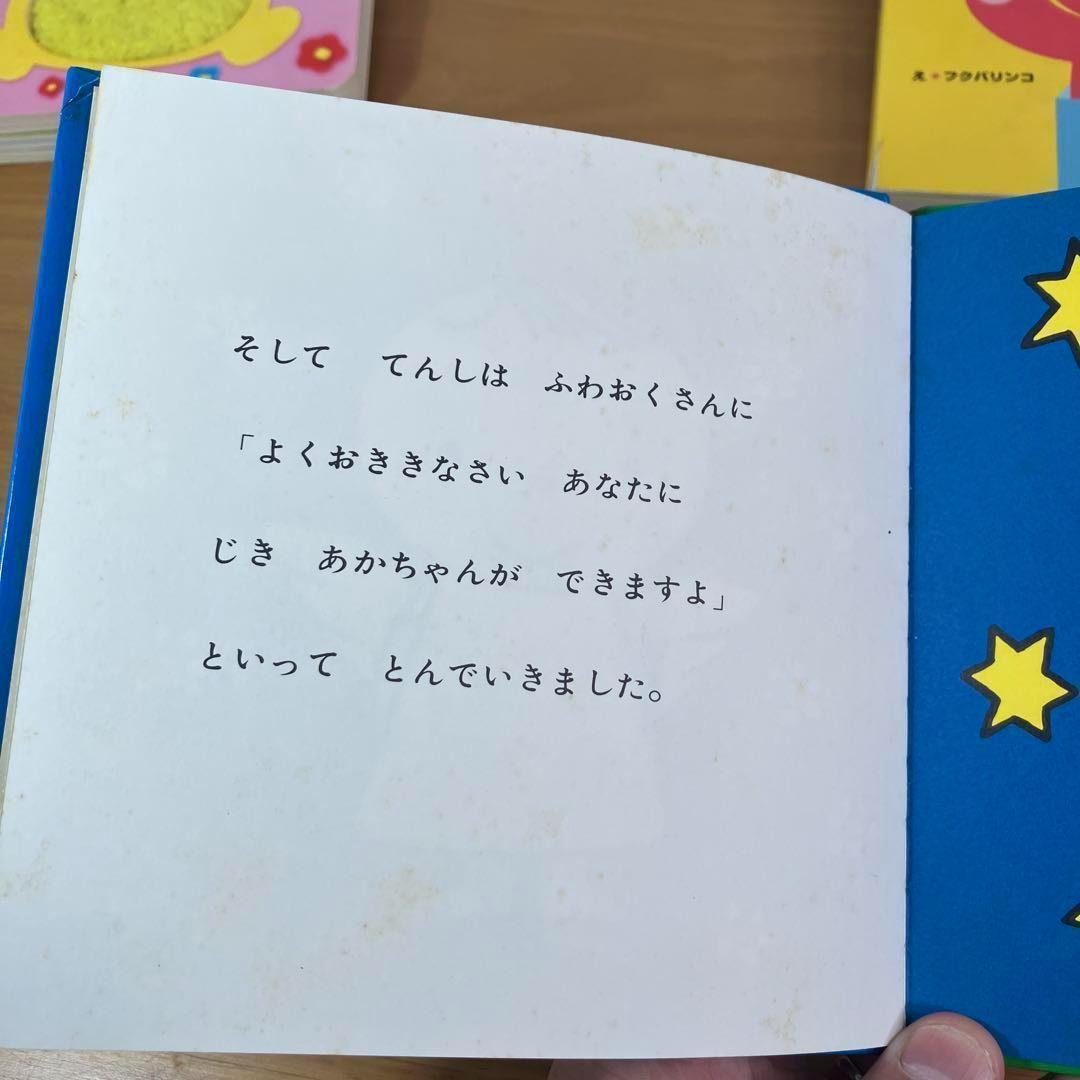 え●フクバリンコ
そして　てんしは　ふわおくさんに
「よくおききなさい　あなたに
じき　あかちゃんが　できますよ」
といって　とんでいきました。